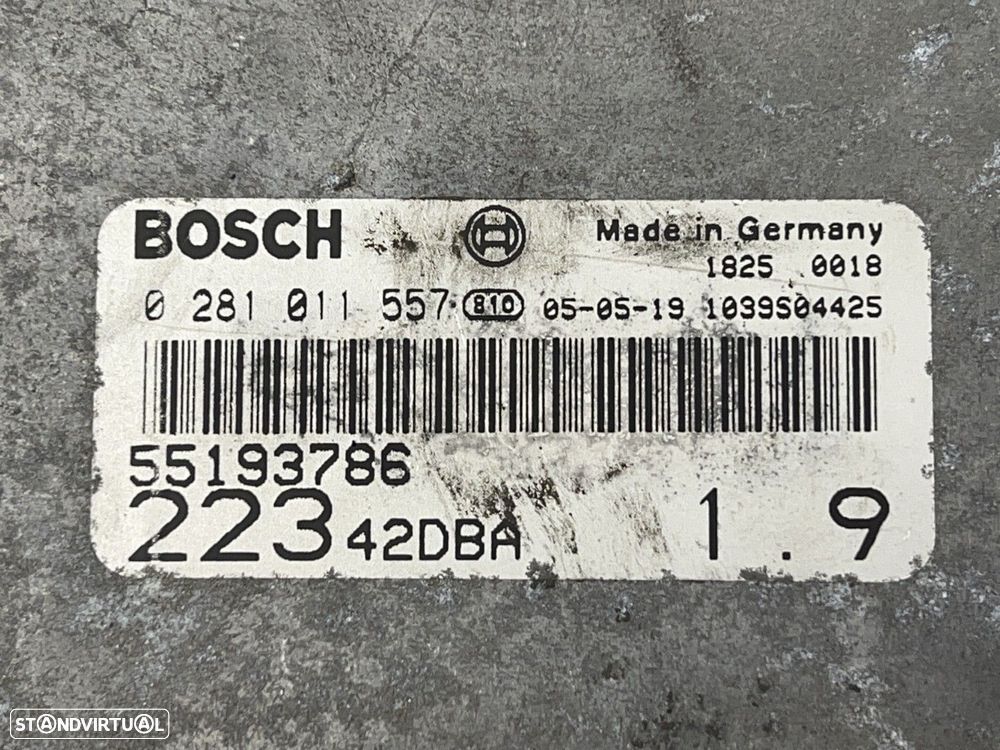 BOSCH H Made in Germany
1825 0018
0 281 011 557 810 05-05-19 1039S04425
55193786
223 42DBA 1.9
STANDVIRTUAL